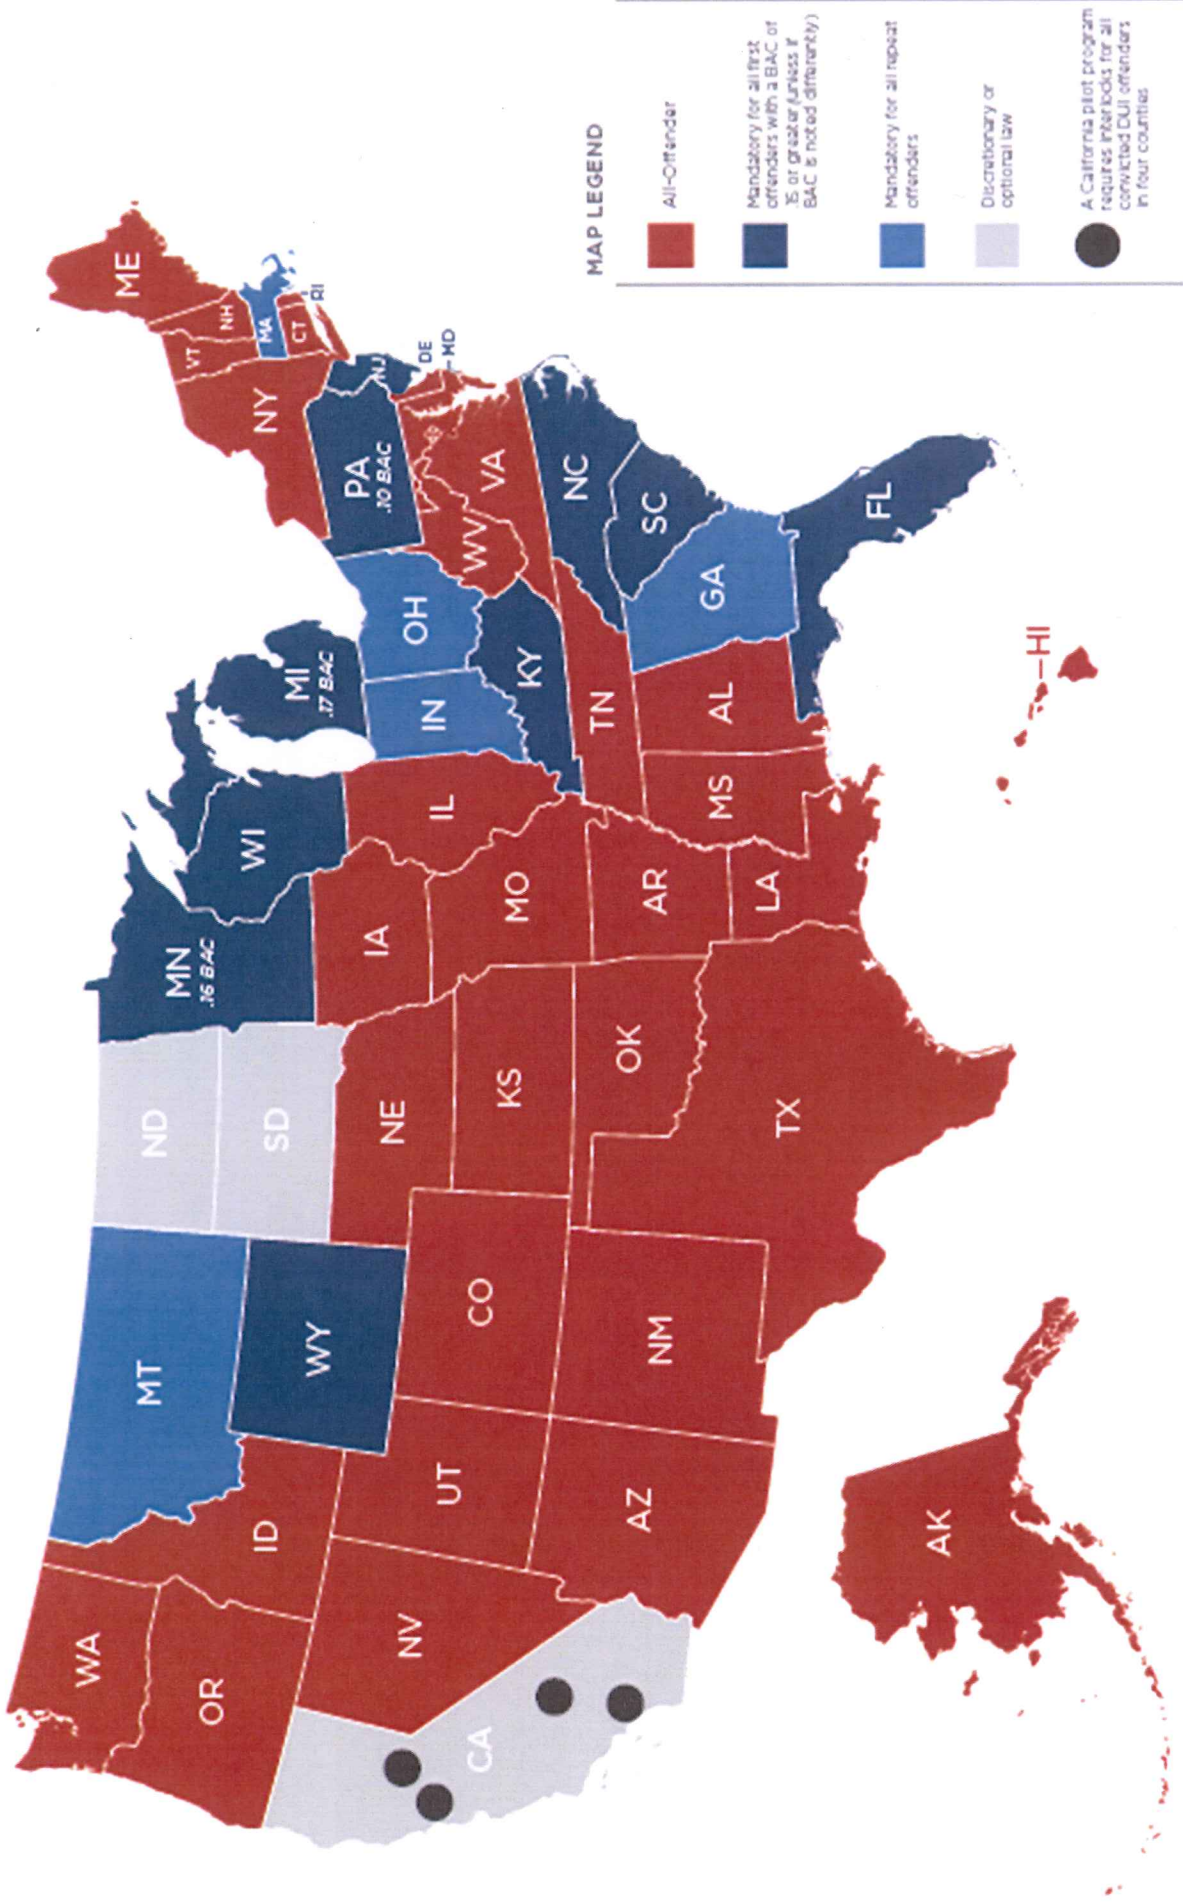 WA
OR
CA
NV
ID
MT
WY
UT
AZ
CO
NM
ND
SD
NE
KS
OK
TX
MN
.16 BAC
IA
MO
AR
LA
WI
IL
MS
MI
.17 BAC
IN
OH
KY
TN
AL
GA
FL
SC
NC
VA
WV
PA
.10 BAC
NY
VT
NH
ME
MA
CT
RI
NJ
DE
MD
AK
HI
MAP LEGEND
All-Offender
Mandatory for all first
offenders with a BAC of
.15 or greater (unless if
BAC is noted differently)
Mandatory for all repeat
offenders
Discretionary or
optional law
A California pilot program
requires interlocks for all
convicted DUI offenders
in four counties